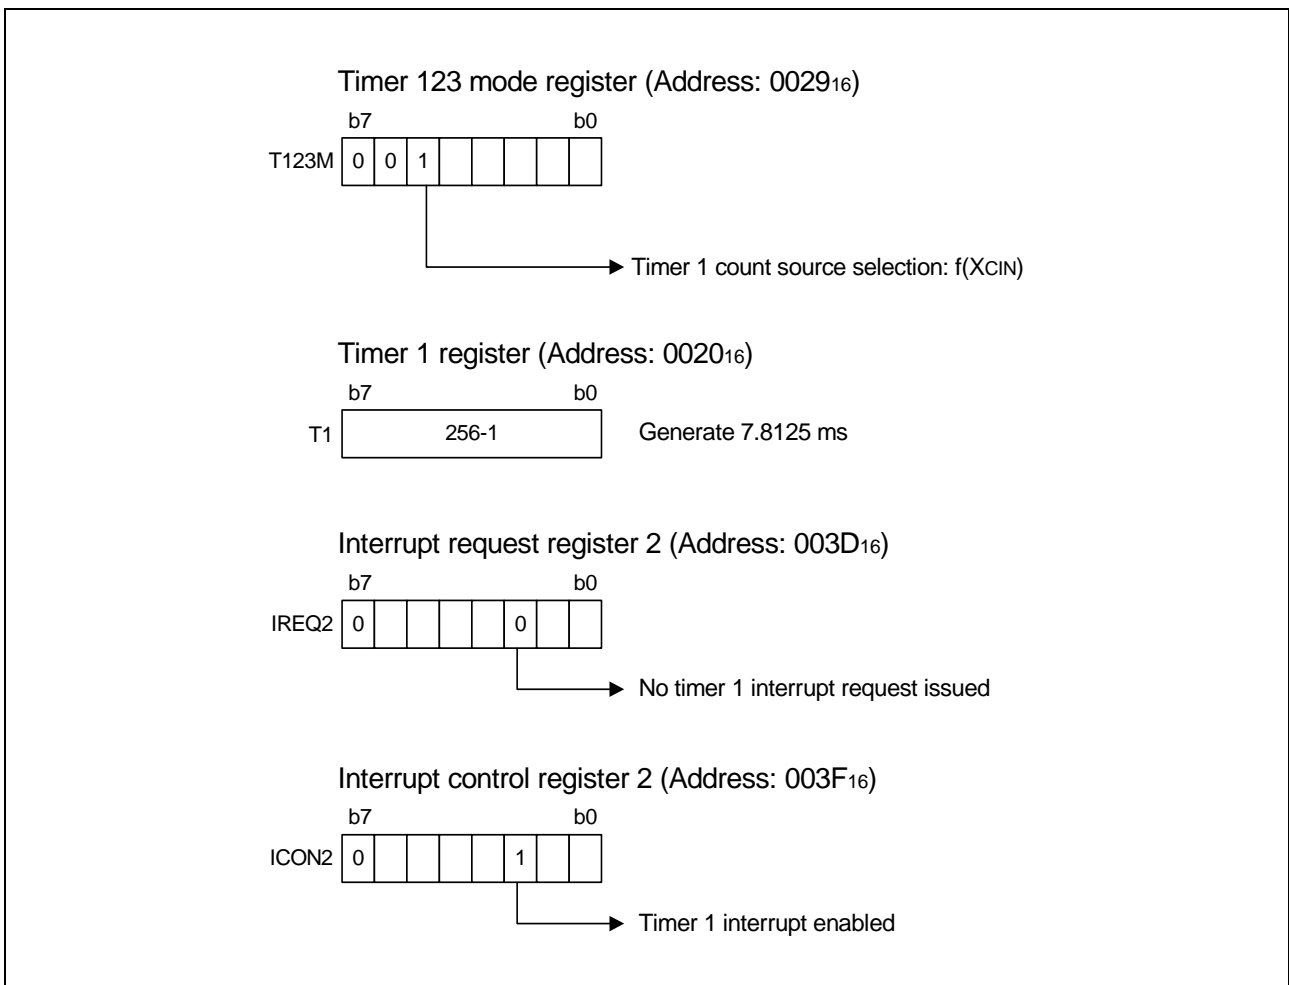 Timer 123 mode register (Address: 002916)
b7 b0
T123M 0 0 1
Timer 1 count source selection: f(XCIN)
Timer 1 register (Address: 002016)
b7 b0
T1 256-1 Generate 7.8125 ms
Interrupt request register 2 (Address: 003D16)
b7 b0
IREQ2 0 0
No timer 1 interrupt request issued
Interrupt control register 2 (Address: 003F16)
b7 b0
ICON2 0 1
Timer 1 interrupt enabled